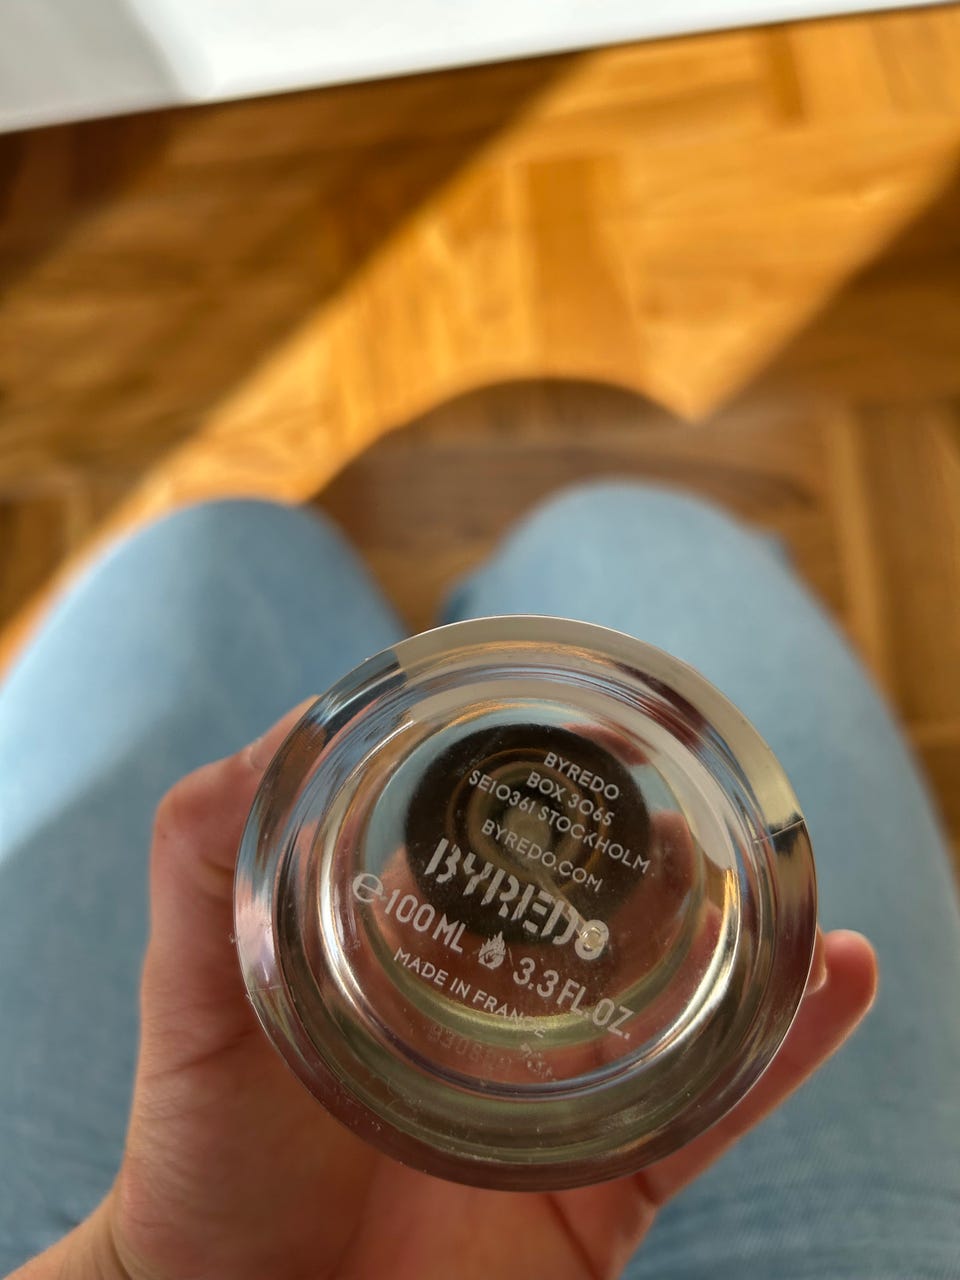 BYREDO
BOX 3065
SE10361 STOCKHOLM
BYREDO.COM
BYREDO
℮ 100 ML 3.3 FL.OZ.
MADE IN FRANCE